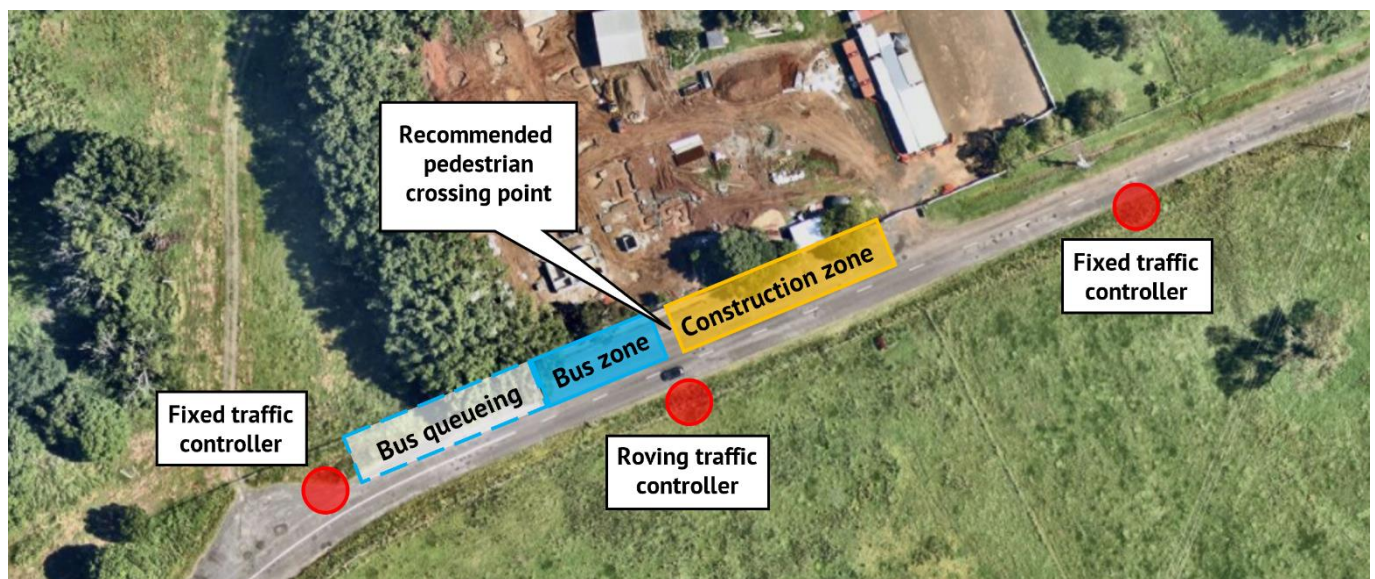 Recommended
pedestrian
crossing point
Construction zone
Bus zone
Bus queueing
Fixed traffic
controller
Roving traffic
controller
Fixed traffic
controller